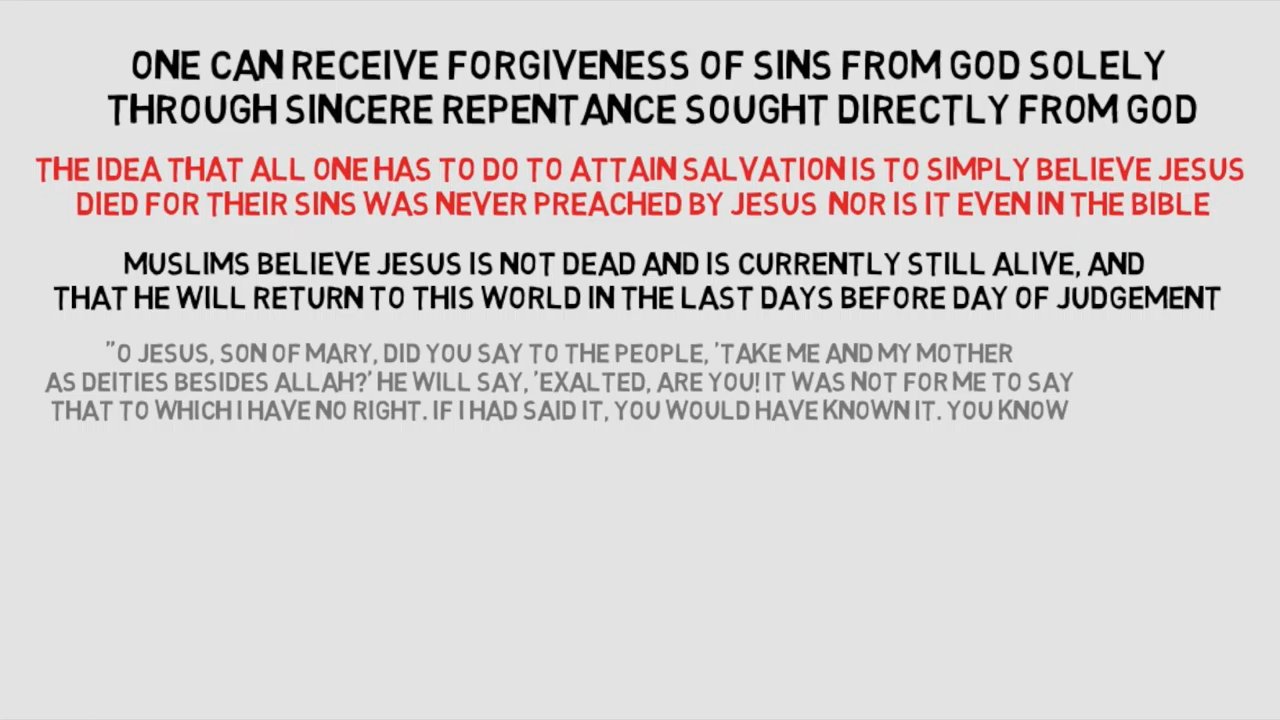 ONE CAN RECEIVE FORGIVENESS OF SINS FROM GOD SOLELY
THROUGH SINCERE REPENTANCE SOUGHT DIRECTLY FROM GOD
THE IDEA THAT ALL ONE HAS TO DO TO ATTAIN SALVATION IS TO SIMPLY BELIEVE JESUS
DIED FOR THEIR SINS WAS NEVER PREACHED BY JESUS NOR IS IT EVEN IN THE BIBLE
MUSLIMS BELIEVE JESUS IS NOT DEAD AND IS CURRENTLY STILL ALIVE, AND
THAT HE WILL RETURN TO THIS WORLD IN THE LAST DAYS BEFORE DAY OF JUDGEMENT
"O JESUS, SON OF MARY, DID YOU SAY TO THE PEOPLE, 'TAKE ME AND MY MOTHER
AS DEITIES BESIDES ALLAH?' HE WILL SAY, 'EXALTED, ARE YOU! IT WAS NOT FOR ME TO SAY
THAT TO WHICH I HAVE NO RIGHT. IF I HAD SAID IT, YOU WOULD HAVE KNOWN IT. YOU KNOW